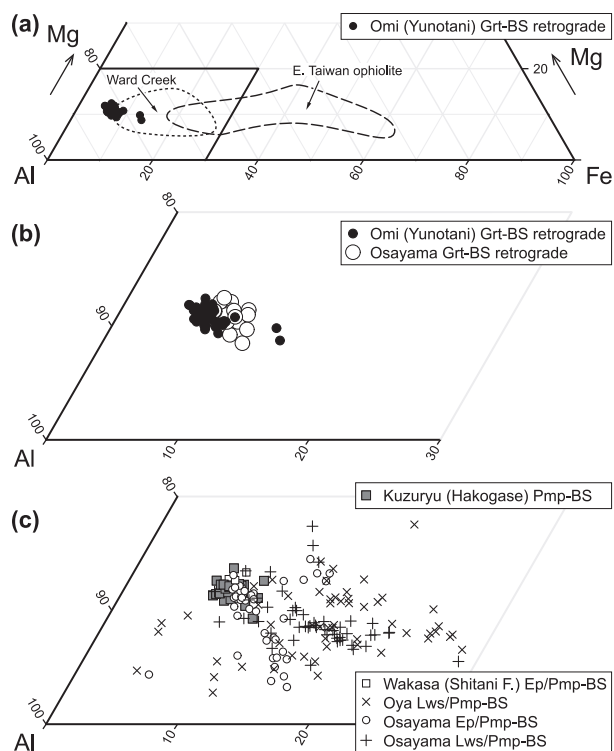 (a)
Omi (Yunotani) Grt-BS retrograde
Mg
80
Ward Creek
E. Taiwan ophiolite
20
Mg
100
Al
20
40
60
80
100
Fe
(b)
80
Omi (Yunotani) Grt-BS retrograde
Osayama Grt-BS retrograde
90
100
Al
10
20
30
(c)
80
Kuzuryu (Hakogase) Pmp-BS
90
Wakasa (Shitani F.) Ep/Pmp-BS
Oya Lws/Pmp-BS
Osayama Ep/Pmp-BS
Osayama Lws/Pmp-BS
100
Al
10
20